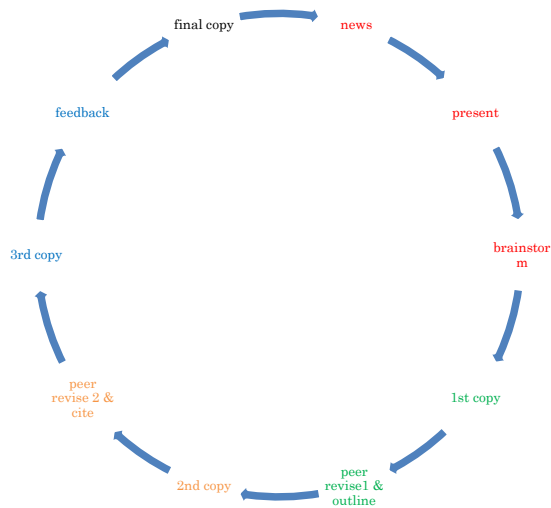 final copy
news
present
brainstor
m
1st copy
peer
revise1 &
outline
2nd copy
peer
revise 2 &
cite
3rd copy
feedback